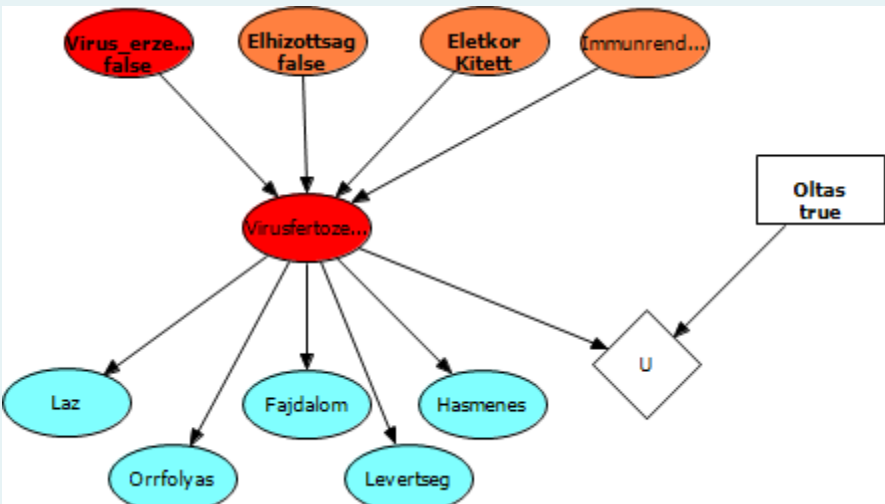 Virus_erze...
false
Elhizottsag
false
Eletkor
Kitett
Immunrend...
Oltas
true
Virusfertoze...
U
Laz
Fajdalom
Hasmenes
Orrfolyas
Levertseg